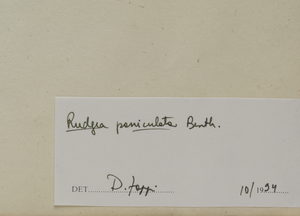 Rudgea paniculata Benth.
DET. D. Zappi 10/1994